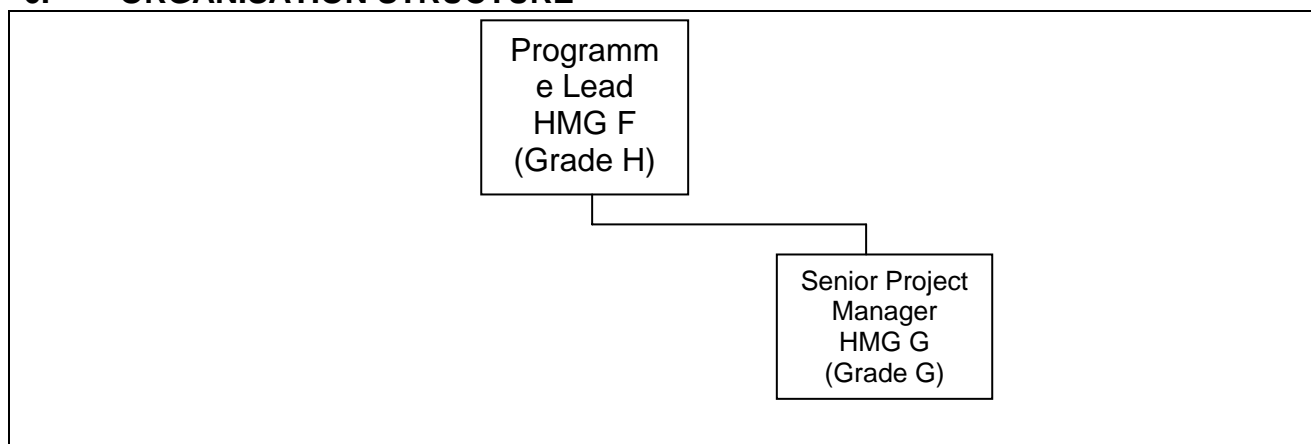 Programm
e Lead
HMG F
(Grade H)
Senior Project
Manager
HMG G
(Grade G)